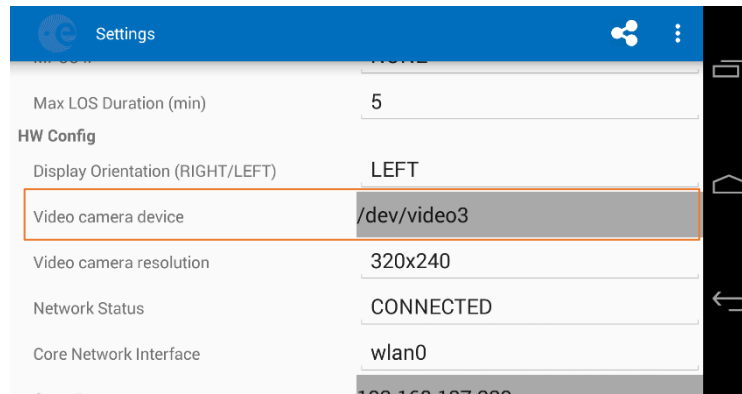 Settings
NONE
Max LOS Duration (min) 5
HW Config
Display Orientation (RIGHT/LEFT) LEFT
Video camera device /dev/video3
Video camera resolution 320x240
Network Status CONNECTED
Core Network Interface wlan0